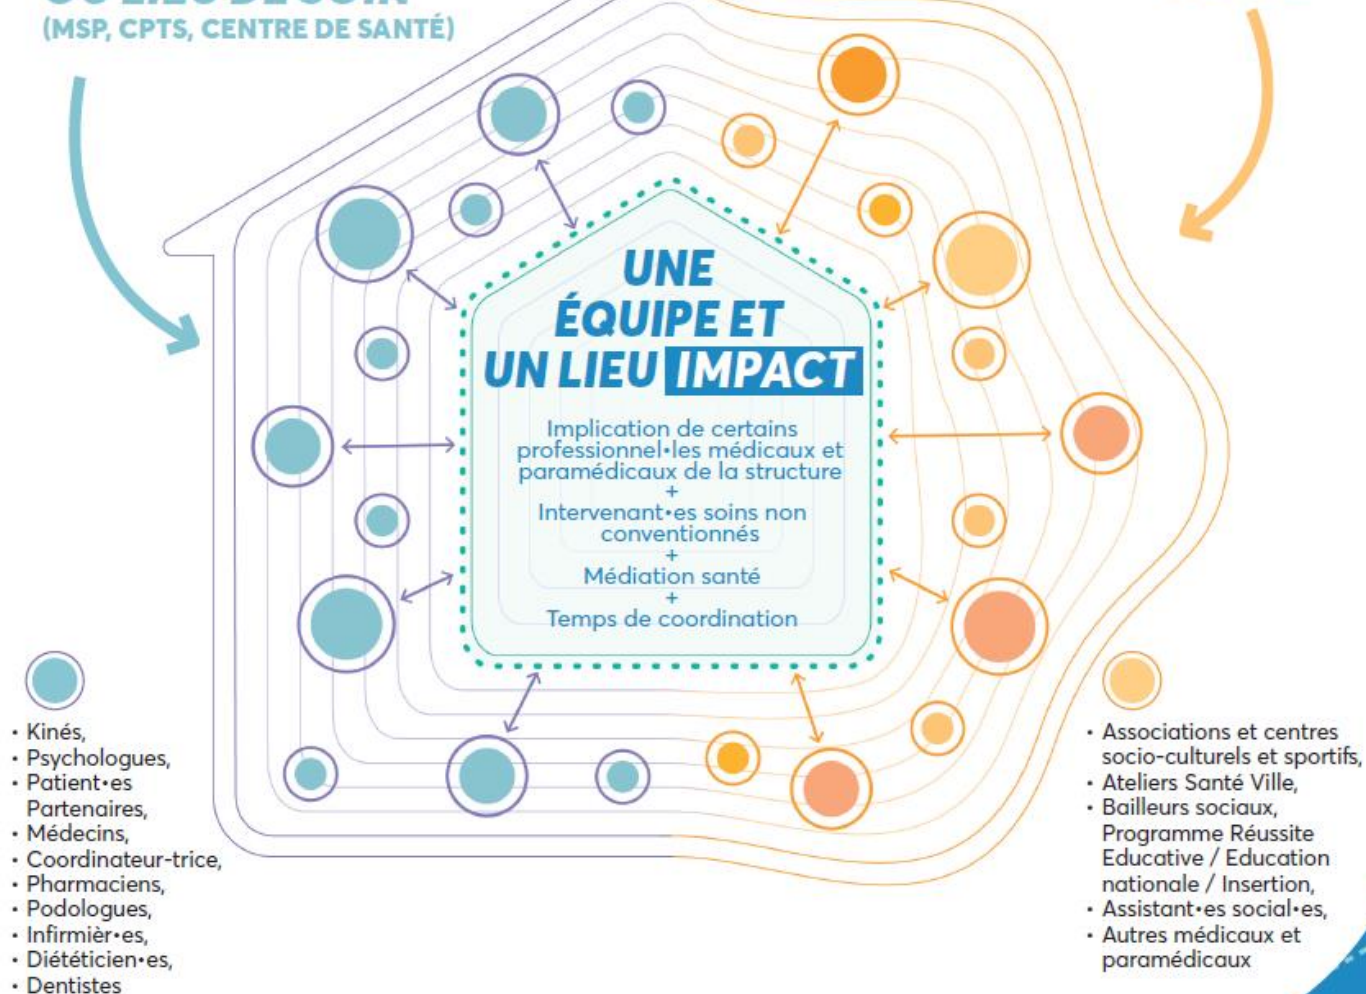 (MSP, CPTS, CENTRE DE SANTÉ)
UNE
ÉQUIPE ET
UN LIEU IMPACT
Implication de certains
professionnel•les médicaux et
paramédicaux de la structure
+
Intervenant•es soins non
conventionnés
+
Médiation santé
+
Temps de coordination
• Kinés,
• Psychologues,
• Patient•es
Partenaires,
• Médecins,
• Coordinateur-trice,
• Pharmaciens,
• Podologues,
• Infirmièr•es,
• Diététicien•es,
• Dentistes
• Associations et centres
socio-culturels et sportifs,
• Ateliers Santé Ville,
• Bailleurs sociaux,
Programme Réussite
Educative / Education
nationale / Insertion,
• Assistant•es social•es,
• Autres médicaux et
paramédicaux